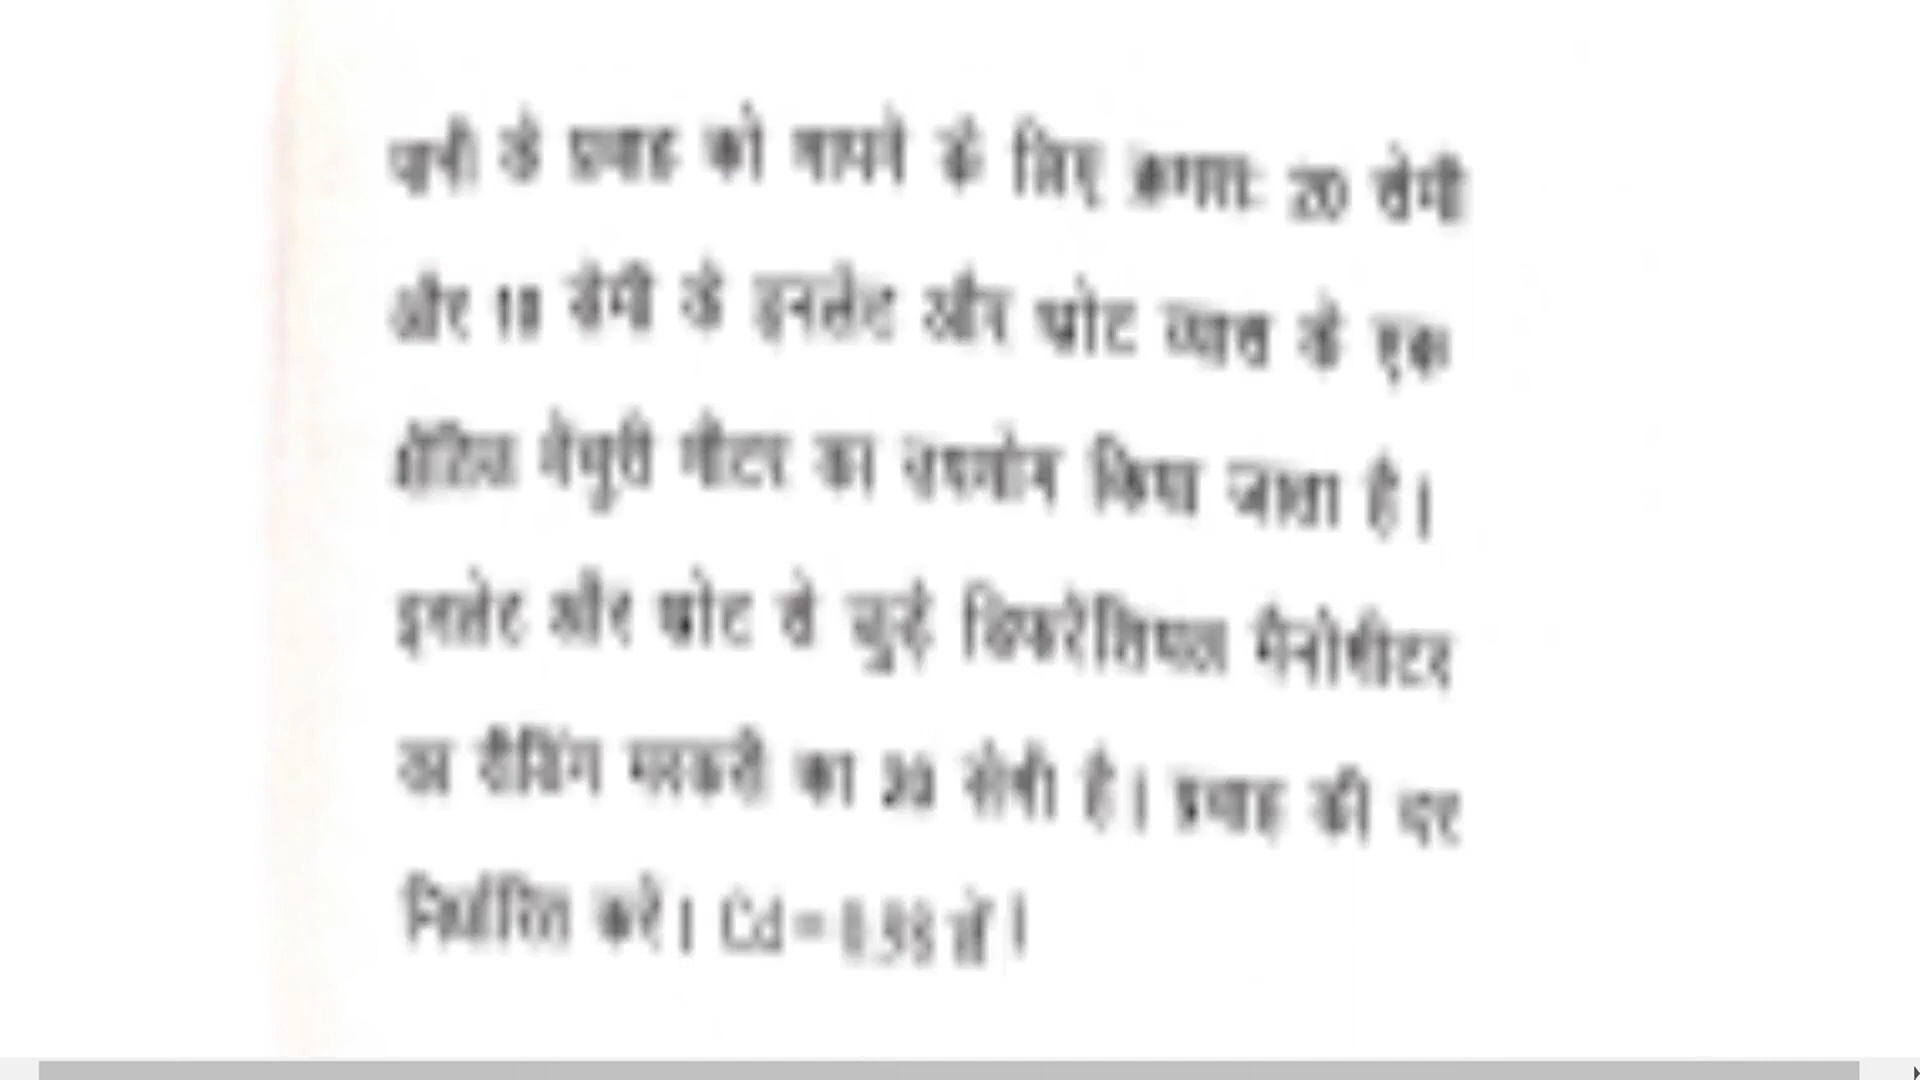 पानी के प्रवाह को मापने के लिए क्रमशः 20 सेमी
और 10 सेमी के इनलेट और थ्रोट व्यास के एक
क्षैतिज वेंचुरी मीटर का उपयोग किया जाता है।
इनलेट और थ्रोट से जुड़े डिफरेंशियल मैनोमीटर
का रीडिंग मरकरी का सेमी है। प्रवाह की दर
निर्धारित करें। Cd = 0.98 लें।